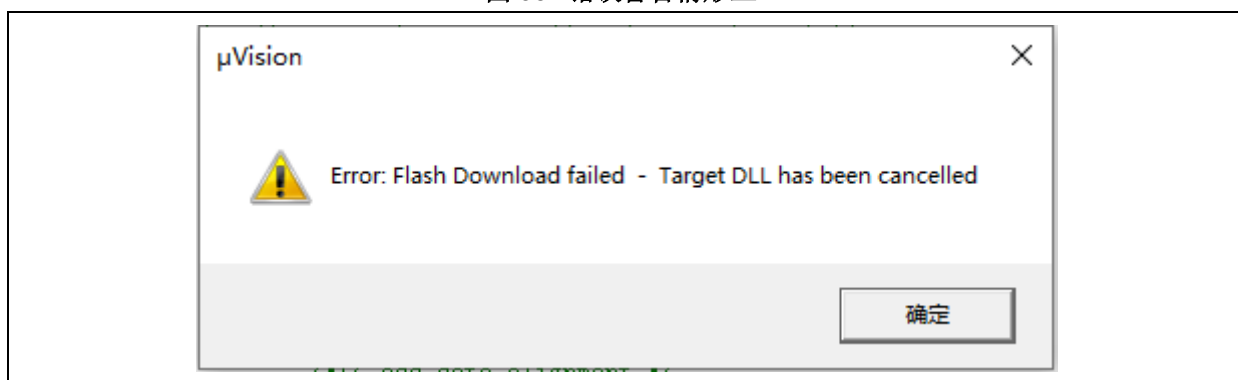 µVision
Error: Flash Download failed - Target DLL has been cancelled
确定